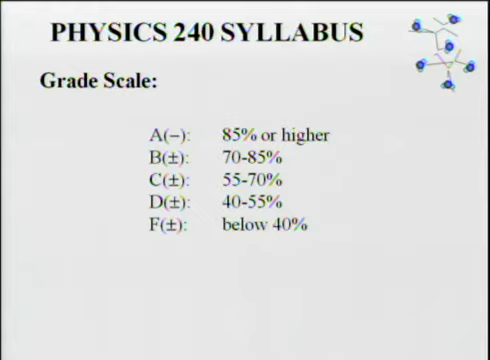 PHYSICS 240 SYLLABUS
Grade Scale:
A(−): 85% or higher
B(±): 70-85%
C(±): 55-70%
D(±): 40-55%
F(±): below 40%